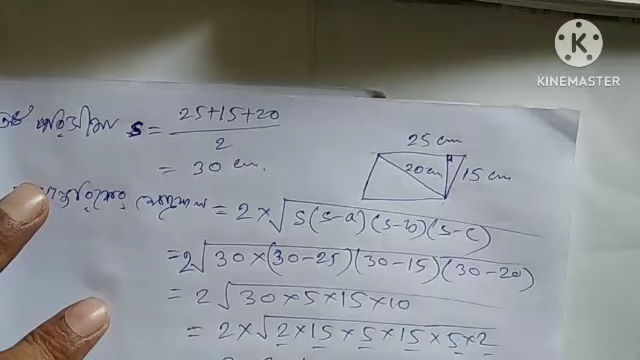 K
KINEMASTER
25+15+20
S = 
2
= 30 cm.
25 cm
20cm
15 cm
= 2 × √S(s-a)(s-b)(s-c)
= 2√30×(30-25)(30-15)(30-20)
= 2√30×5×15×10
= 2×√2×15×5×15×5×2